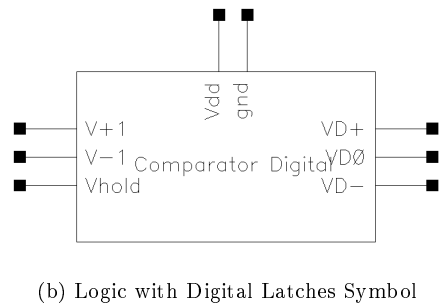 Vdd gnd
V+1 VD+
V-1 Comparator Digital VDØ
Vhold VD-
(b) Logic with Digital Latches Symbol